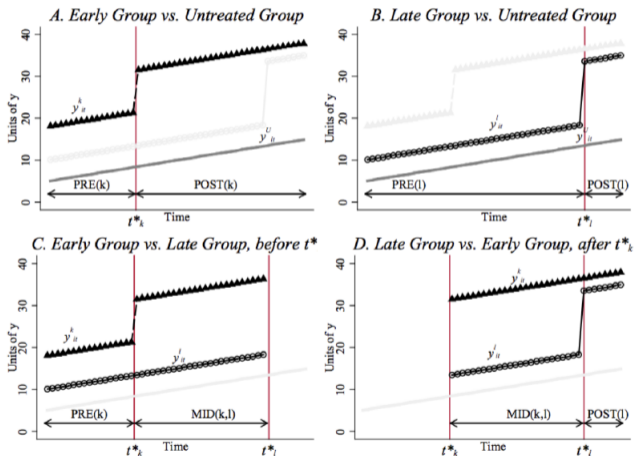 A. Early Group vs. Untreated Group
Units of y
0 10 20 30 40
y^k_it
y^U_it
PRE(k)
POST(k)
t*_k
Time
B. Late Group vs. Untreated Group
Units of y
0 10 20 30 40
y^l_it
y^U_it
PRE(l)
POST(l)
Time
t*_l
C. Early Group vs. Late Group, before t*
Units of y
0 10 20 30 40
y^k_it
y^l_it
PRE(k)
MID(k,l)
t*_k
Time
t*_l
D. Late Group vs. Early Group, after t*_k
Units of y
0 10 20 30 40
y^k_it
y^l_it
MID(k,l)
POST(l)
t*_k
Time
t*_l